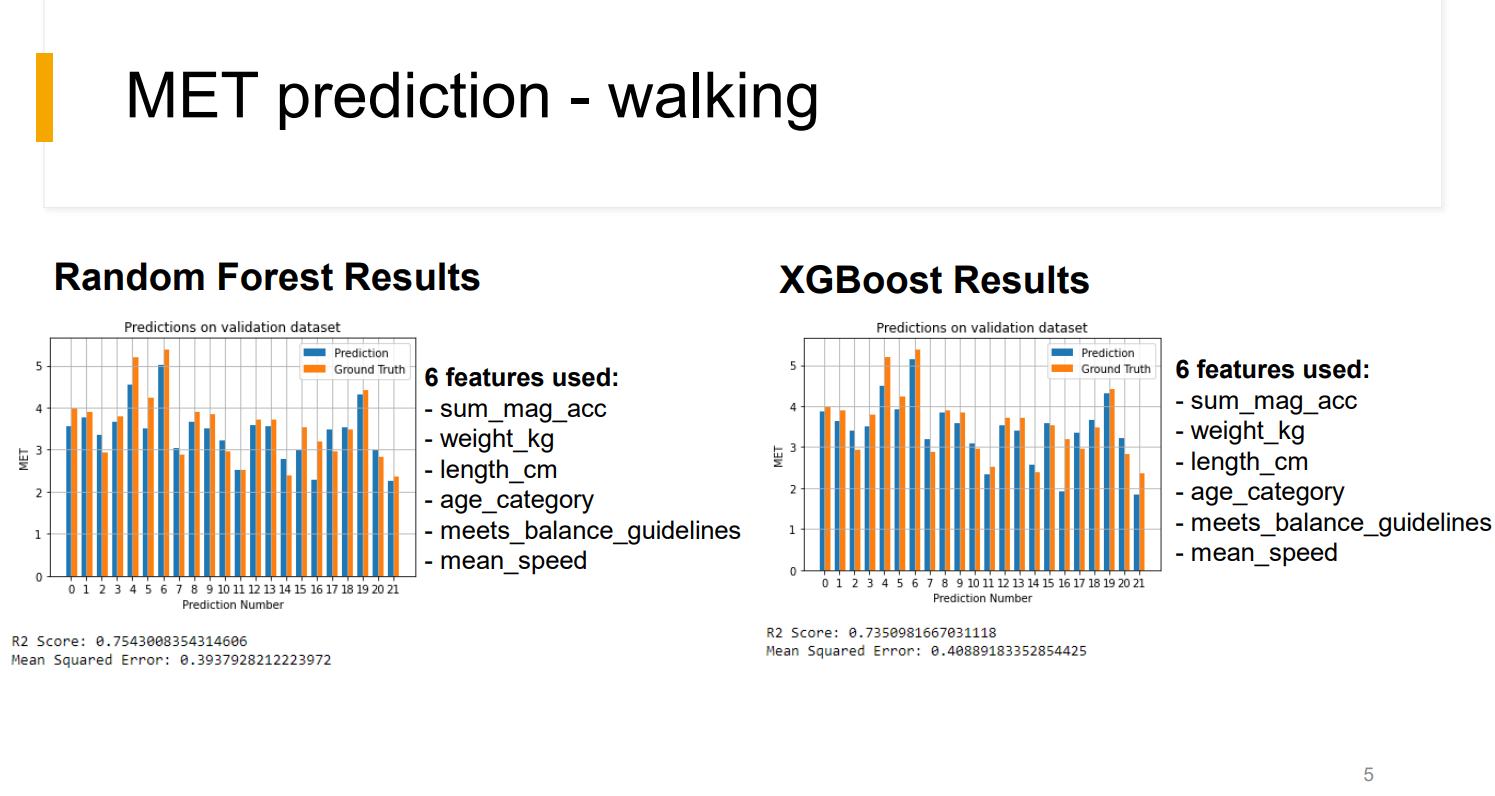 MET prediction - walking
Random Forest Results
Predictions on validation dataset
Prediction
Ground Truth
5
4
3
2
1
0
MET
0 1 2 3 4 5 6 7 8 9 10 11 12 13 14 15 16 17 18 19 20 21
Prediction Number
6 features used:
- sum_mag_acc
- weight_kg
- length_cm
- age_category
- meets_balance_guidelines
- mean_speed
R2 Score: 0.7543008354314606
Mean Squared Error: 0.3937928212223972
XGBoost Results
Predictions on validation dataset
Prediction
Ground Truth
5
4
3
2
1
0
MET
0 1 2 3 4 5 6 7 8 9 10 11 12 13 14 15 16 17 18 19 20 21
Prediction Number
6 features used:
- sum_mag_acc
- weight_kg
- length_cm
- age_category
- meets_balance_guidelines
- mean_speed
R2 Score: 0.7350981667031118
Mean Squared Error: 0.40889183352854425
5